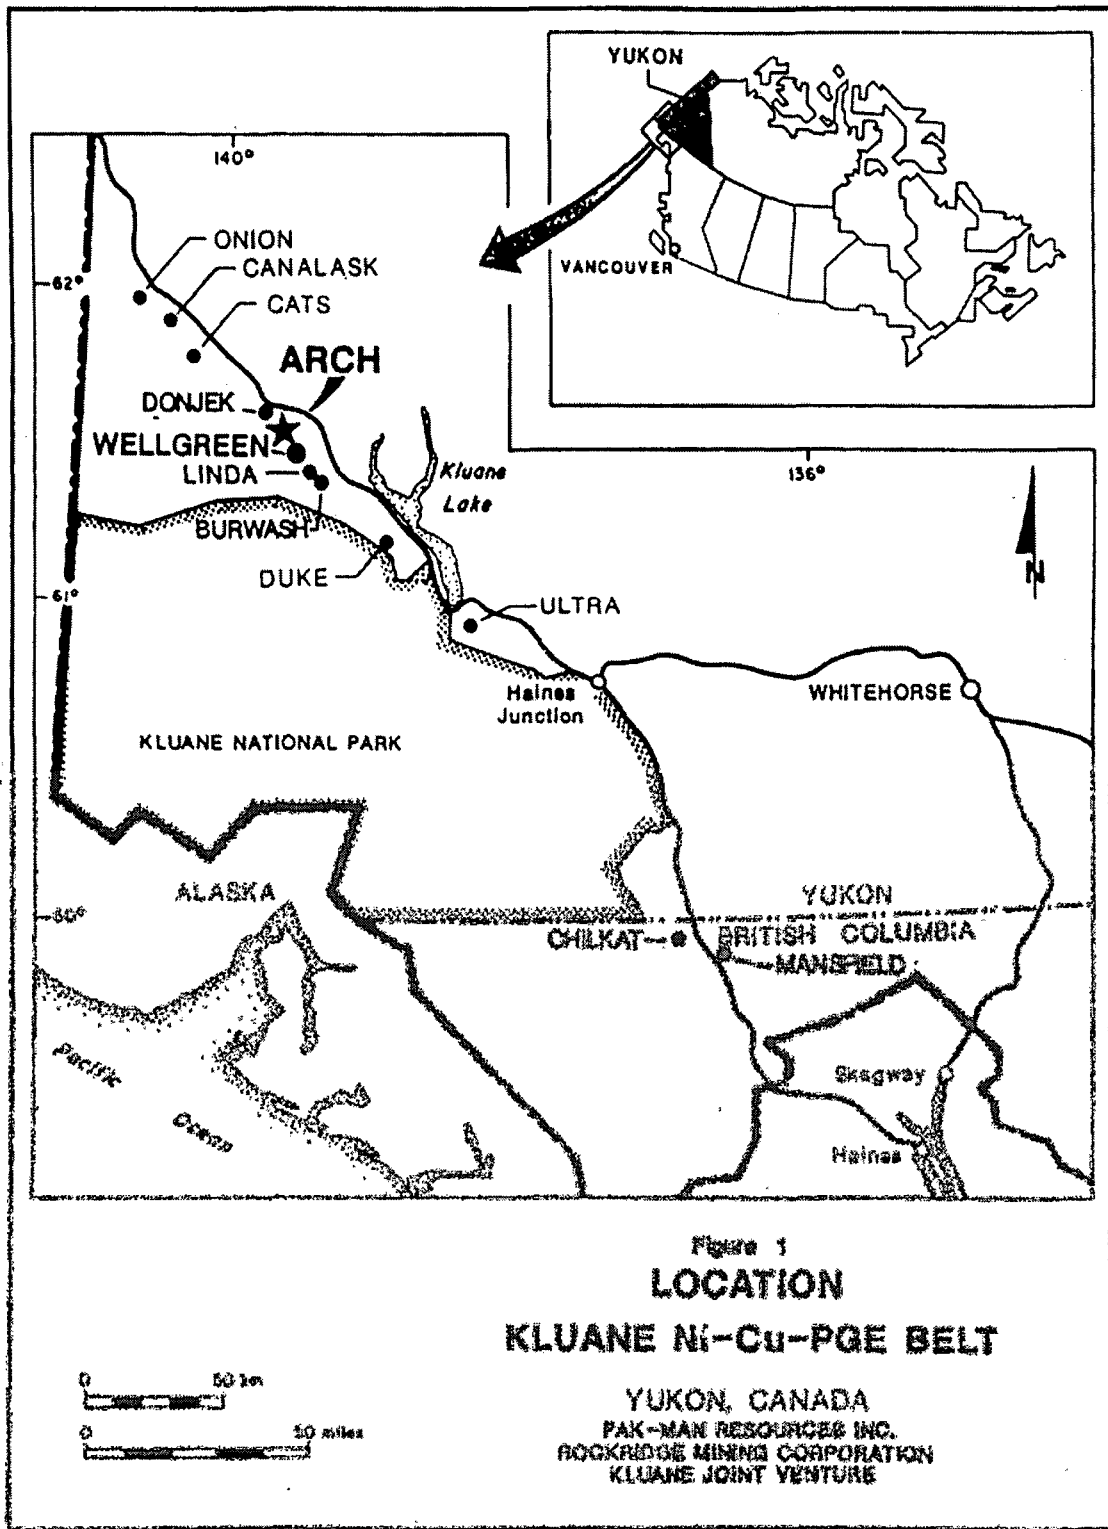 YUKON
VANCOUVER
140°
62°
ONION
CANALASK
CATS
ARCH
DONJEK
WELLGREEN
LINDA
BURWASH
DUKE
Kluane
Lake
136°
N
61°
ULTRA
Haines
Junction
WHITEHORSE
KLUANE NATIONAL PARK
ALASKA
YUKON
60°
CHILKAT
BRITISH COLUMBIA
MANSFIELD
Pacific
Ocean
Skagway
Haines
Figure 1
LOCATION
KLUANE Ni-Cu-PGE BELT
0 50 km
0 50 miles
YUKON, CANADA
PAK-MAN RESOURCES INC.
ROCKRIDGE MINING CORPORATION
KLUANE JOINT VENTURE